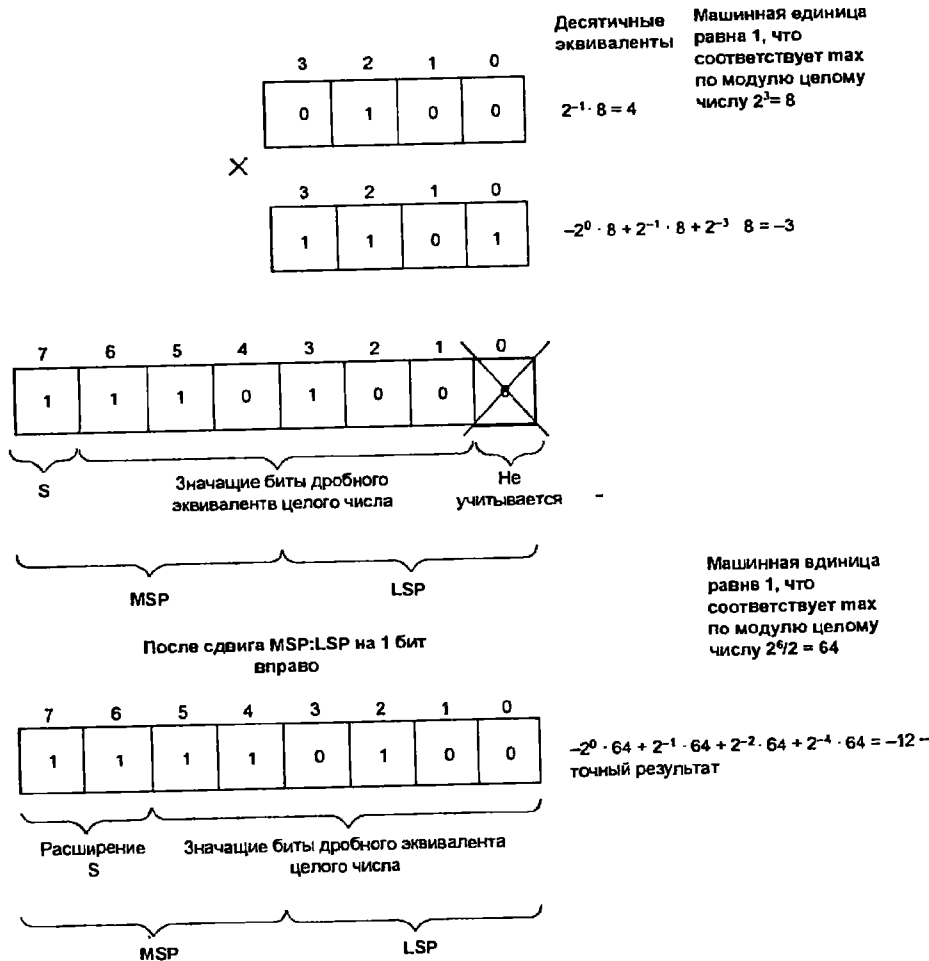 Десятичные
эквиваленты
Машинная единица
равна 1, что
соответствует max
по модулю целому
числу 2³= 8
3 2 1 0
0 1 0 0
2⁻¹ · 8 = 4
×
3 2 1 0
1 1 0 1
–2⁰ · 8 + 2⁻¹ · 8 + 2⁻³ 8 = –3
7 6 5 4 3 2 1 0
1 1 1 0 1 0 0
S
Значащие биты дробного
эквивалентв целого числа
Не
учитывается
MSP
LSP
Машинная вдиница
равнв 1, что
соответствует max
по модулю целому
числу 2⁶/2 = 64
После сдвига MSP:LSP на 1 бит
вправо
7 6 5 4 3 2 1 0
1 1 1 1 0 1 0 0
–2⁰ · 64 + 2⁻¹ · 64 + 2⁻² · 64 + 2⁻⁴ · 64 = –12 –
точный результат
Расширение
S
Значащие биты дробного эквивалента
целого числа
MSP
LSP